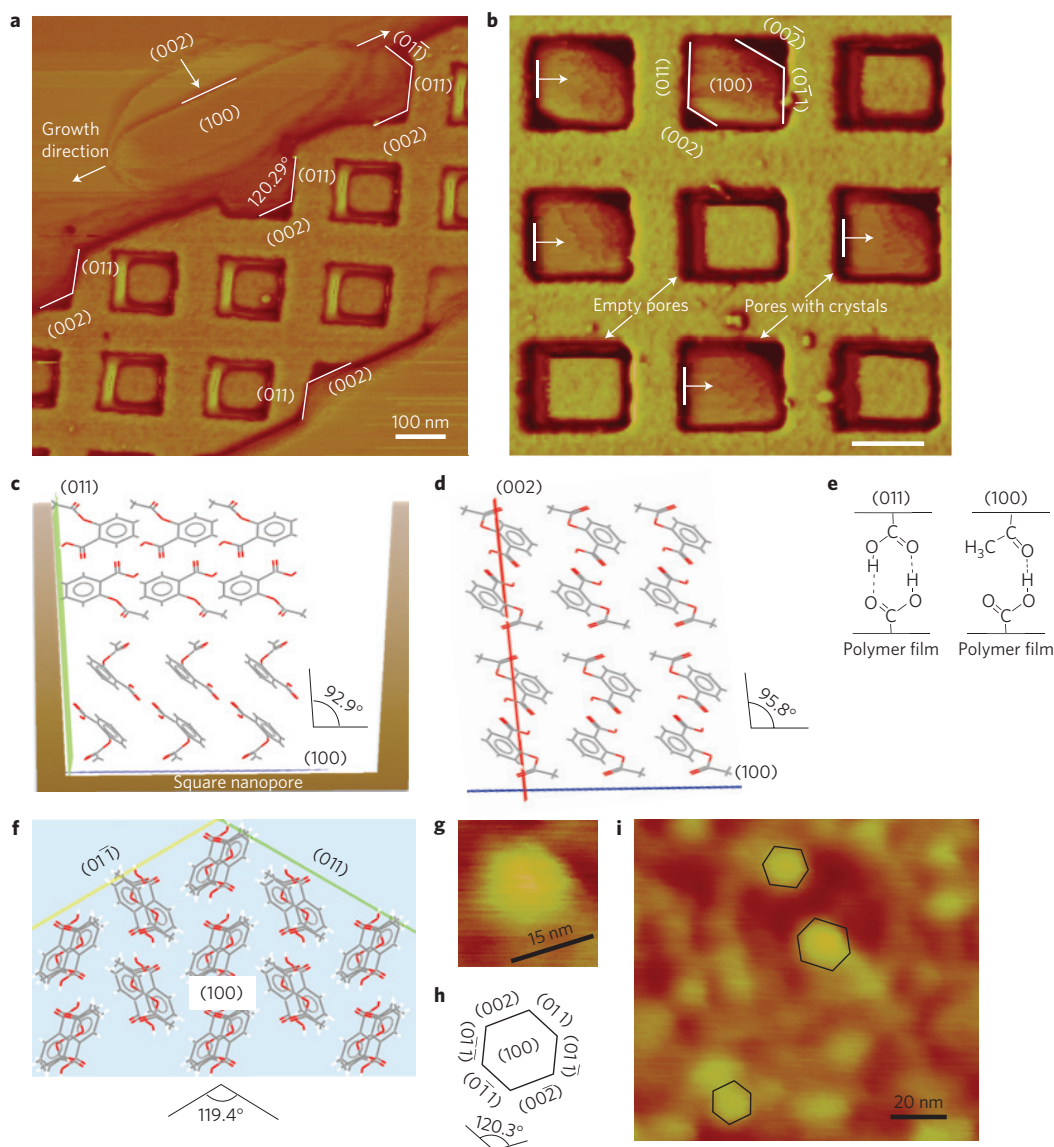 a
(002)
(011̄)
(011)
(100)
Growth
direction
(002)
120.29°
(011)
(002)
(011)
(002)
(011)
(002)
100 nm
b
(002̄)
(011)
(100)
(01̄1̄)
(002)
Empty pores
Pores with crystals
c
(011)
92.9°
(100)
Square nanopore
d
(002)
95.8°
(100)
e
(011)
(100)
O
O
H
H
O
O
C
C
Polymer film
H₃C
C
O
H
O
O
C
Polymer film
f
(011̄)
(011)
(100)
119.4°
g
15 nm
h
(002)
(011)
(011̄)
(002̄)
(01̄1̄)
(01̄1)
(100)
120.3°
i
20 nm